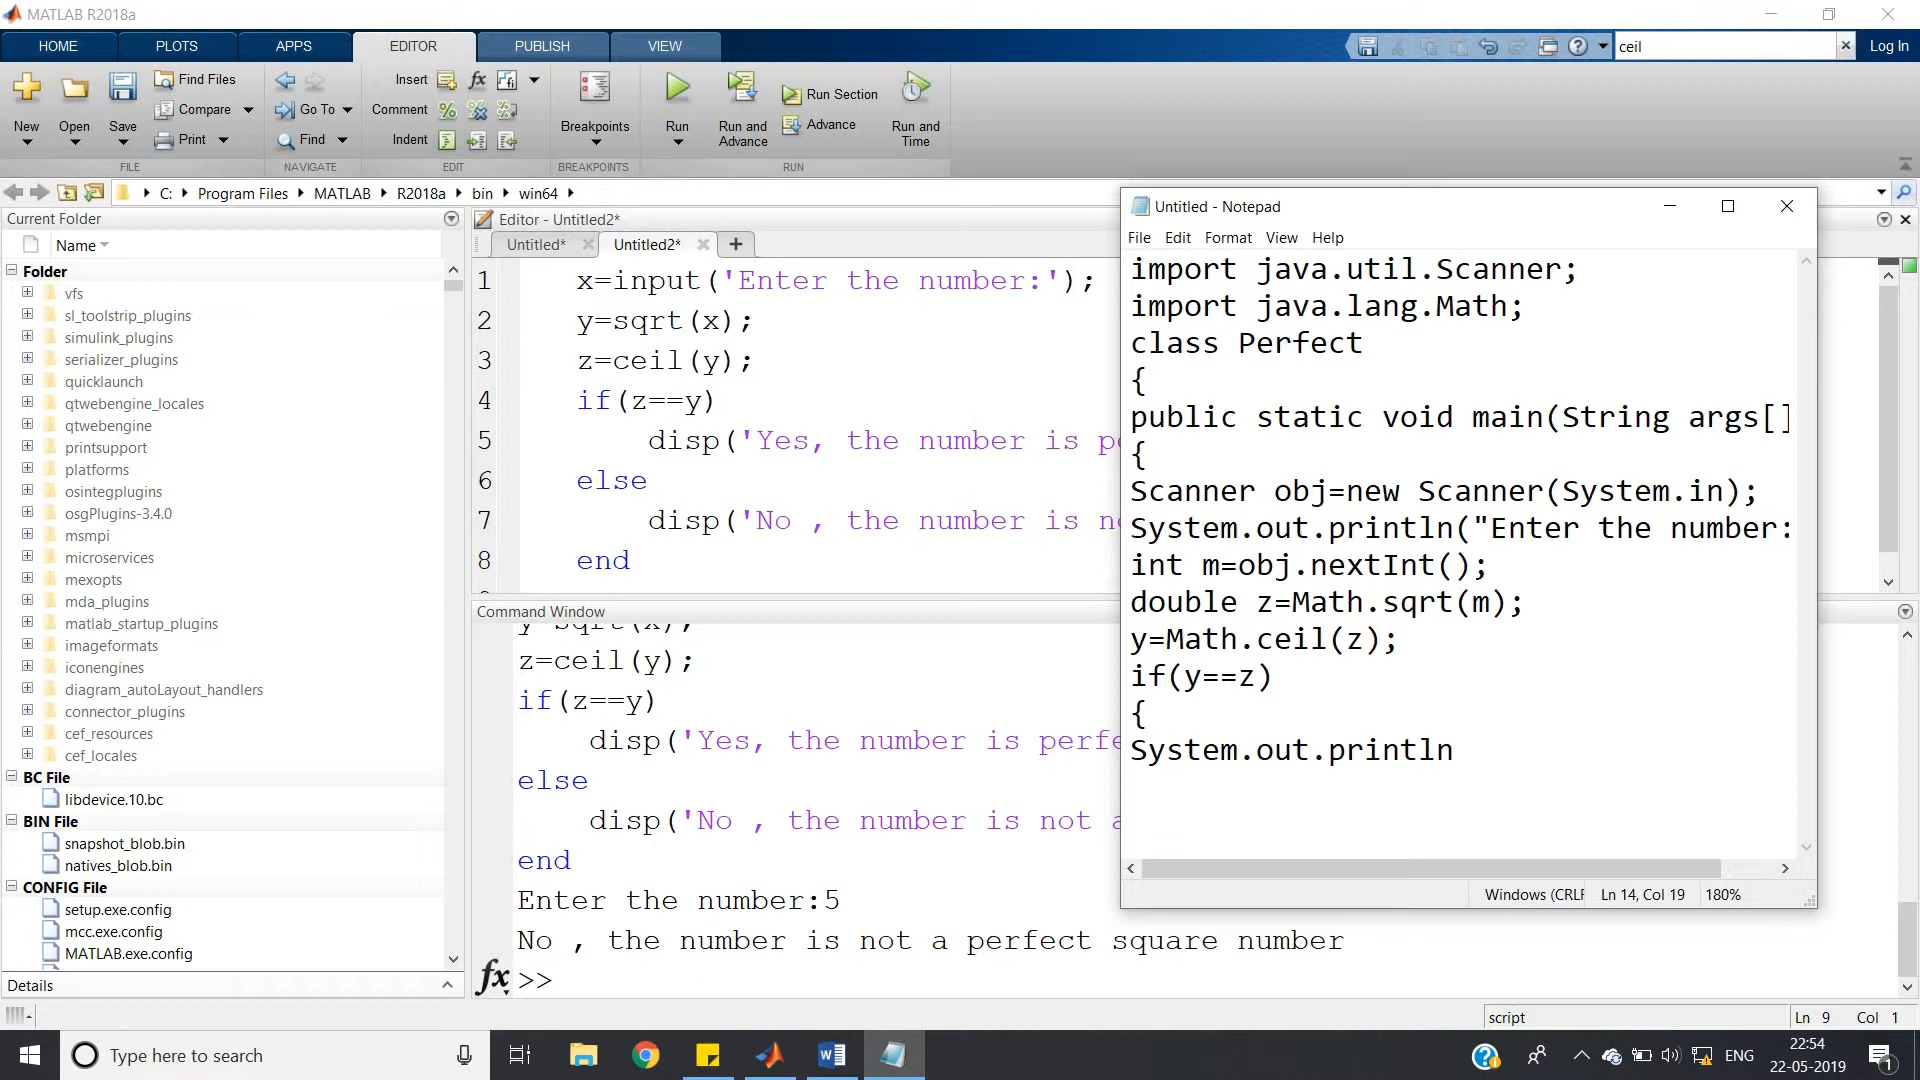 MATLAB R2018a
HOME PLOTS APPS EDITOR PUBLISH VIEW
ceil
Log In
New
Open
Save
Find Files
Compare
Print
FILE
Go To
Find
NAVIGATE
Insert
Comment
Indent
EDIT
Breakpoints
BREAKPOINTS
Run
Run and Advance
Run Section
Advance
Run and Time
RUN
C: Program Files MATLAB R2018a bin win64
Current Folder
Name
Folder
vfs
sl_toolstrip_plugins
simulink_plugins
serializer_plugins
quicklaunch
qtwebengine_locales
qtwebengine
printsupport
platforms
osintegplugins
osgPlugins-3.4.0
msmpi
microservices
mexopts
mda_plugins
matlab_startup_plugins
imageformats
iconengines
diagram_autoLayout_handlers
connector_plugins
cef_resources
cef_locales
BC File
libdevice.10.bc
BIN File
snapshot_blob.bin
natives_blob.bin
CONFIG File
setup.exe.config
mcc.exe.config
MATLAB.exe.config
Details
Editor - Untitled2*
Untitled* Untitled2*
1 x=input('Enter the number:');
2 y=sqrt(x);
3 z=ceil(y);
4 if(z==y)
5 disp('Yes, the number is pe
6 else
7 disp('No , the number is no
8 end
Command Window
y=sqrt(x);
z=ceil(y);
if(z==y)
disp('Yes, the number is perfe
else
disp('No , the number is not a
end
Enter the number:5
No , the number is not a perfect square number
fx >>
Untitled - Notepad
File Edit Format View Help
import java.util.Scanner;
import java.lang.Math;
class Perfect
{
public static void main(String args[]
{
Scanner obj=new Scanner(System.in);
System.out.println("Enter the number:
int m=obj.nextInt();
double z=Math.sqrt(m);
y=Math.ceil(z);
if(y==z)
{
System.out.println
Windows (CRLF Ln 14, Col 19 180%
script
Ln 9 Col 1
Type here to search
ENG
22:54
22-05-2019
1